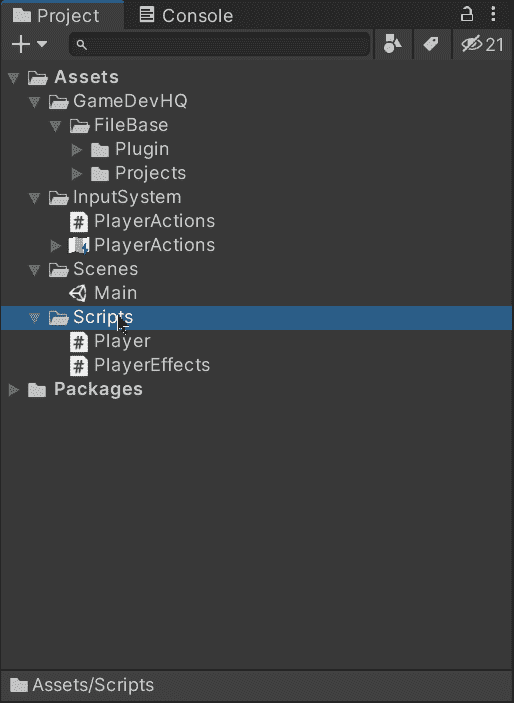 Project Console
21
Assets
GameDevHQ
FileBase
Plugin
Projects
InputSystem
# PlayerActions
PlayerActions
Scenes
Main
Scripts
# Player
# PlayerEffects
Packages
Assets/Scripts